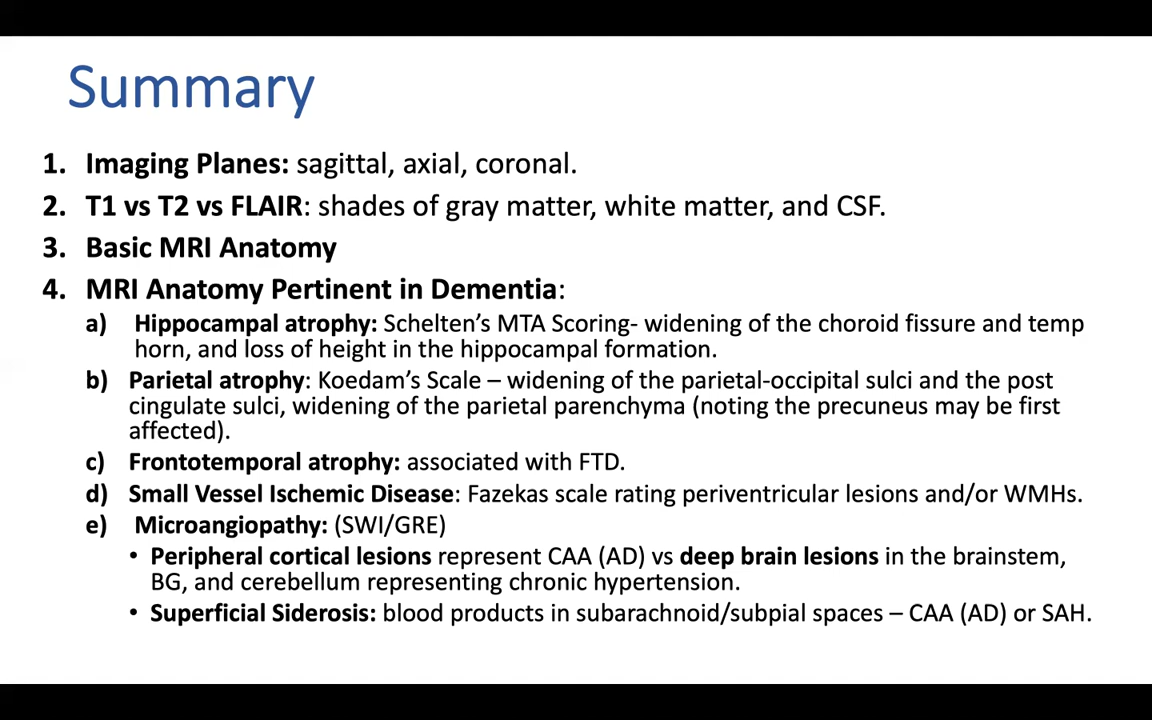 Summary
1. Imaging Planes: sagittal, axial, coronal.
2. T1 vs T2 vs FLAIR: shades of gray matter, white matter, and CSF.
3. Basic MRI Anatomy
4. MRI Anatomy Pertinent in Dementia:
a) Hippocampal atrophy: Schelten's MTA Scoring- widening of the choroid fissure and temp
horn, and loss of height in the hippocampal formation.
b) Parietal atrophy: Koedam's Scale – widening of the parietal-occipital sulci and the post
cingulate sulci, widening of the parietal parenchyma (noting the precuneus may be first
affected).
c) Frontotemporal atrophy: associated with FTD.
d) Small Vessel Ischemic Disease: Fazekas scale rating periventricular lesions and/or WMHs.
e) Microangiopathy: (SWI/GRE)
• Peripheral cortical lesions represent CAA (AD) vs deep brain lesions in the brainstem,
BG, and cerebellum representing chronic hypertension.
• Superficial Siderosis: blood products in subarachnoid/subpial spaces – CAA (AD) or SAH.